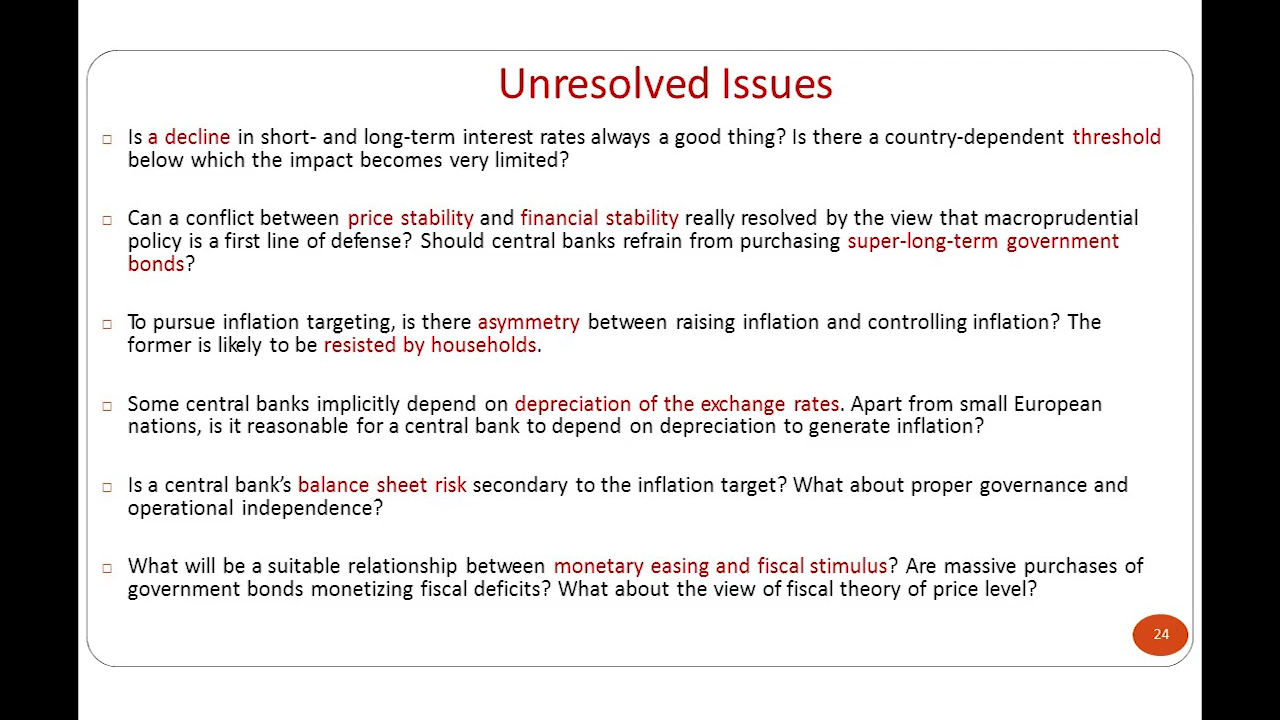 Unresolved Issues
Is a decline in short- and long-term interest rates always a good thing? Is there a country-dependent threshold
below which the impact becomes very limited?
Can a conflict between price stability and financial stability really resolved by the view that macroprudential
policy is a first line of defense? Should central banks refrain from purchasing super-long-term government
bonds?
To pursue inflation targeting, is there asymmetry between raising inflation and controlling inflation? The
former is likely to be resisted by households.
Some central banks implicitly depend on depreciation of the exchange rates. Apart from small European
nations, is it reasonable for a central bank to depend on depreciation to generate inflation?
Is a central bank’s balance sheet risk secondary to the inflation target? What about proper governance and
operational independence?
What will be a suitable relationship between monetary easing and fiscal stimulus? Are massive purchases of
government bonds monetizing fiscal deficits? What about the view of fiscal theory of price level?
24